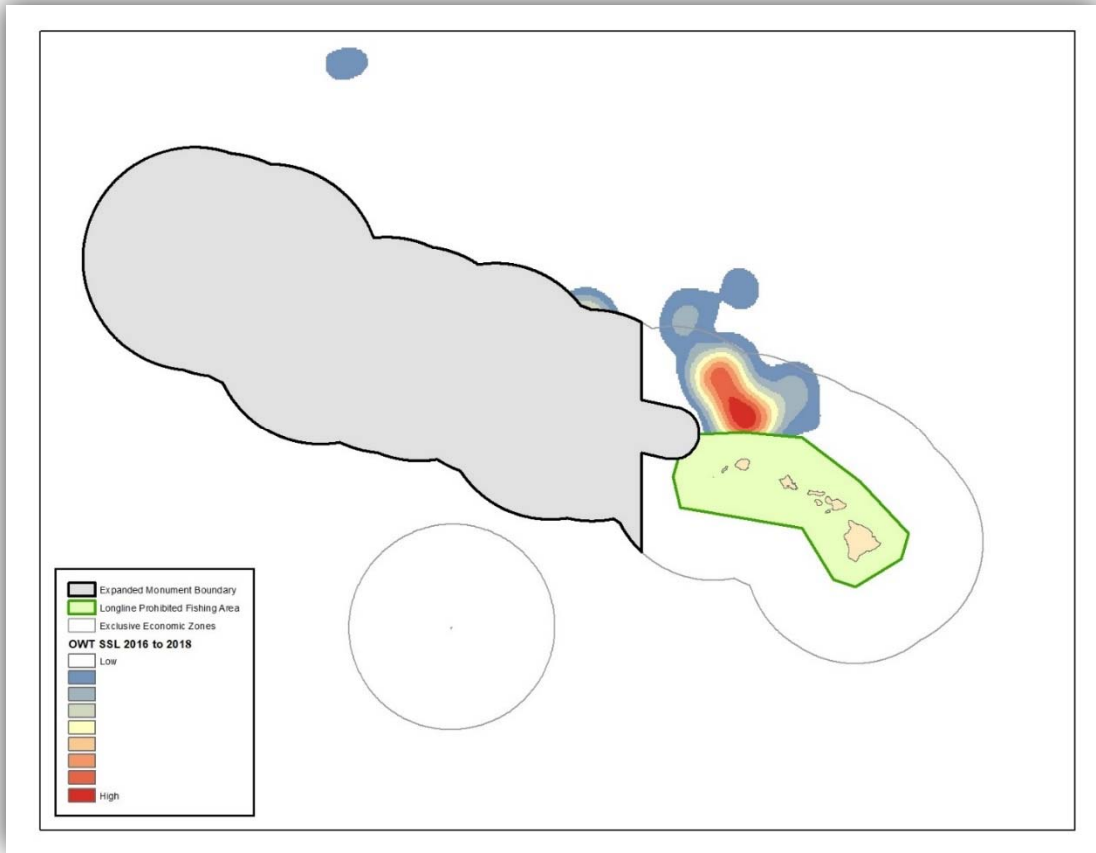 Expanded Monument Boundary
Longline Prohibited Fishing Area
Exclusive Economic Zones
OWT SSL 2016 to 2018
Low
High